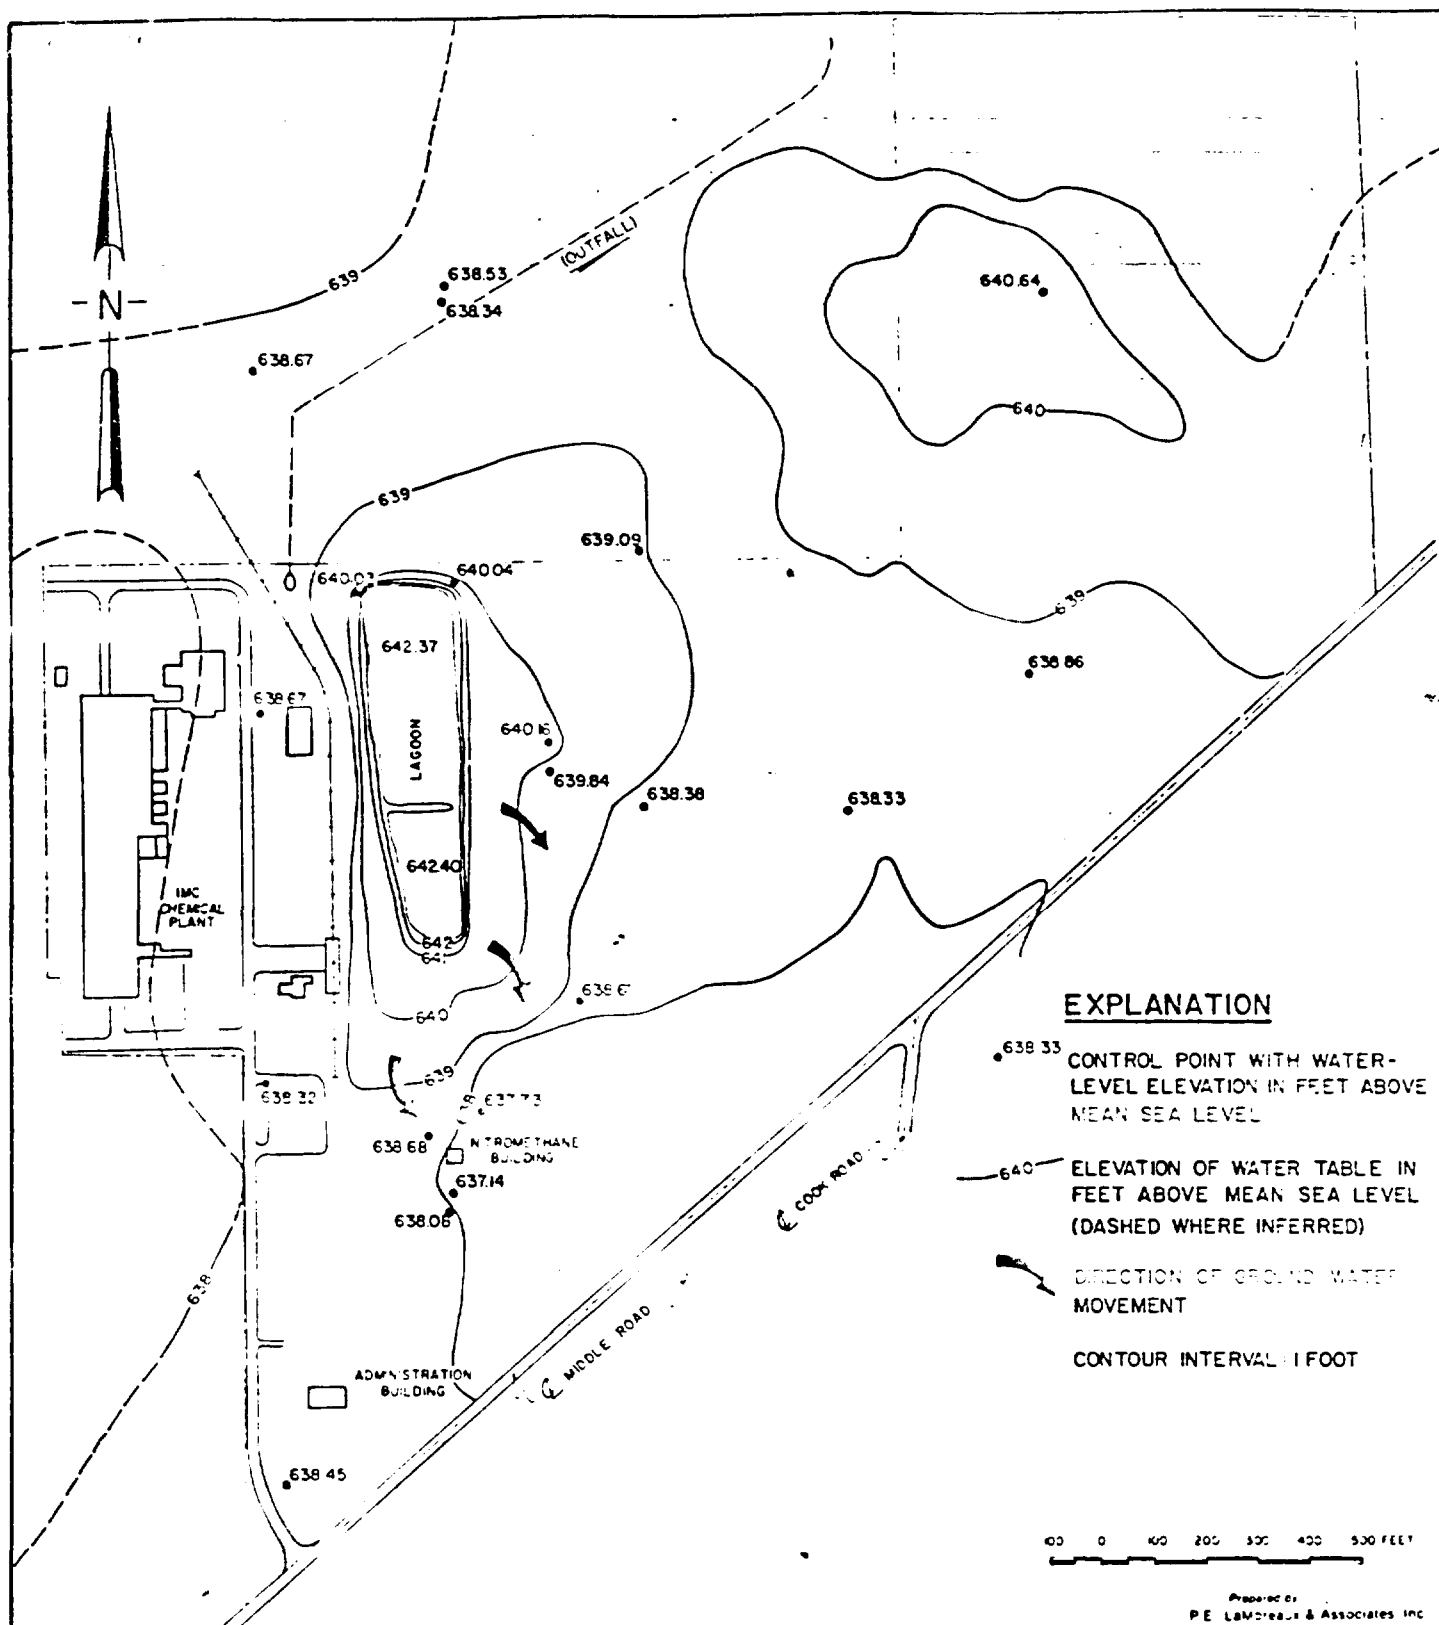 (OUTFALL)
639
638.53
638.34
640.64
- N -
638.67
640
639
639.09
640.03
640.04
639
642.37
638.86
638.67
640.16
LAGOON
639.84
638.38
638.33
642.40
IMC
CHEMICAL
PLANT
642
641
638.6
640
EXPLANATION
638.33
CONTROL POINT WITH WATER-
LEVEL ELEVATION IN FEET ABOVE
MEAN SEA LEVEL
639
638.32
638
637.73
638.68
NITROMETHANE
BUILDING
640
ELEVATION OF WATER TABLE IN
FEET ABOVE MEAN SEA LEVEL
(DASHED WHERE INFERRED)
637.14
638.06
℄ COOK ROAD
638
DIRECTION OF GROUND WATER
MOVEMENT
℄ MIDDLE ROAD
CONTOUR INTERVAL 1 FOOT
ADMINISTRATION
BUILDING
638.45
100 0 100 200 300 400 500 FEET
Prepared by
P.E. LaMoreaux & Associates, Inc